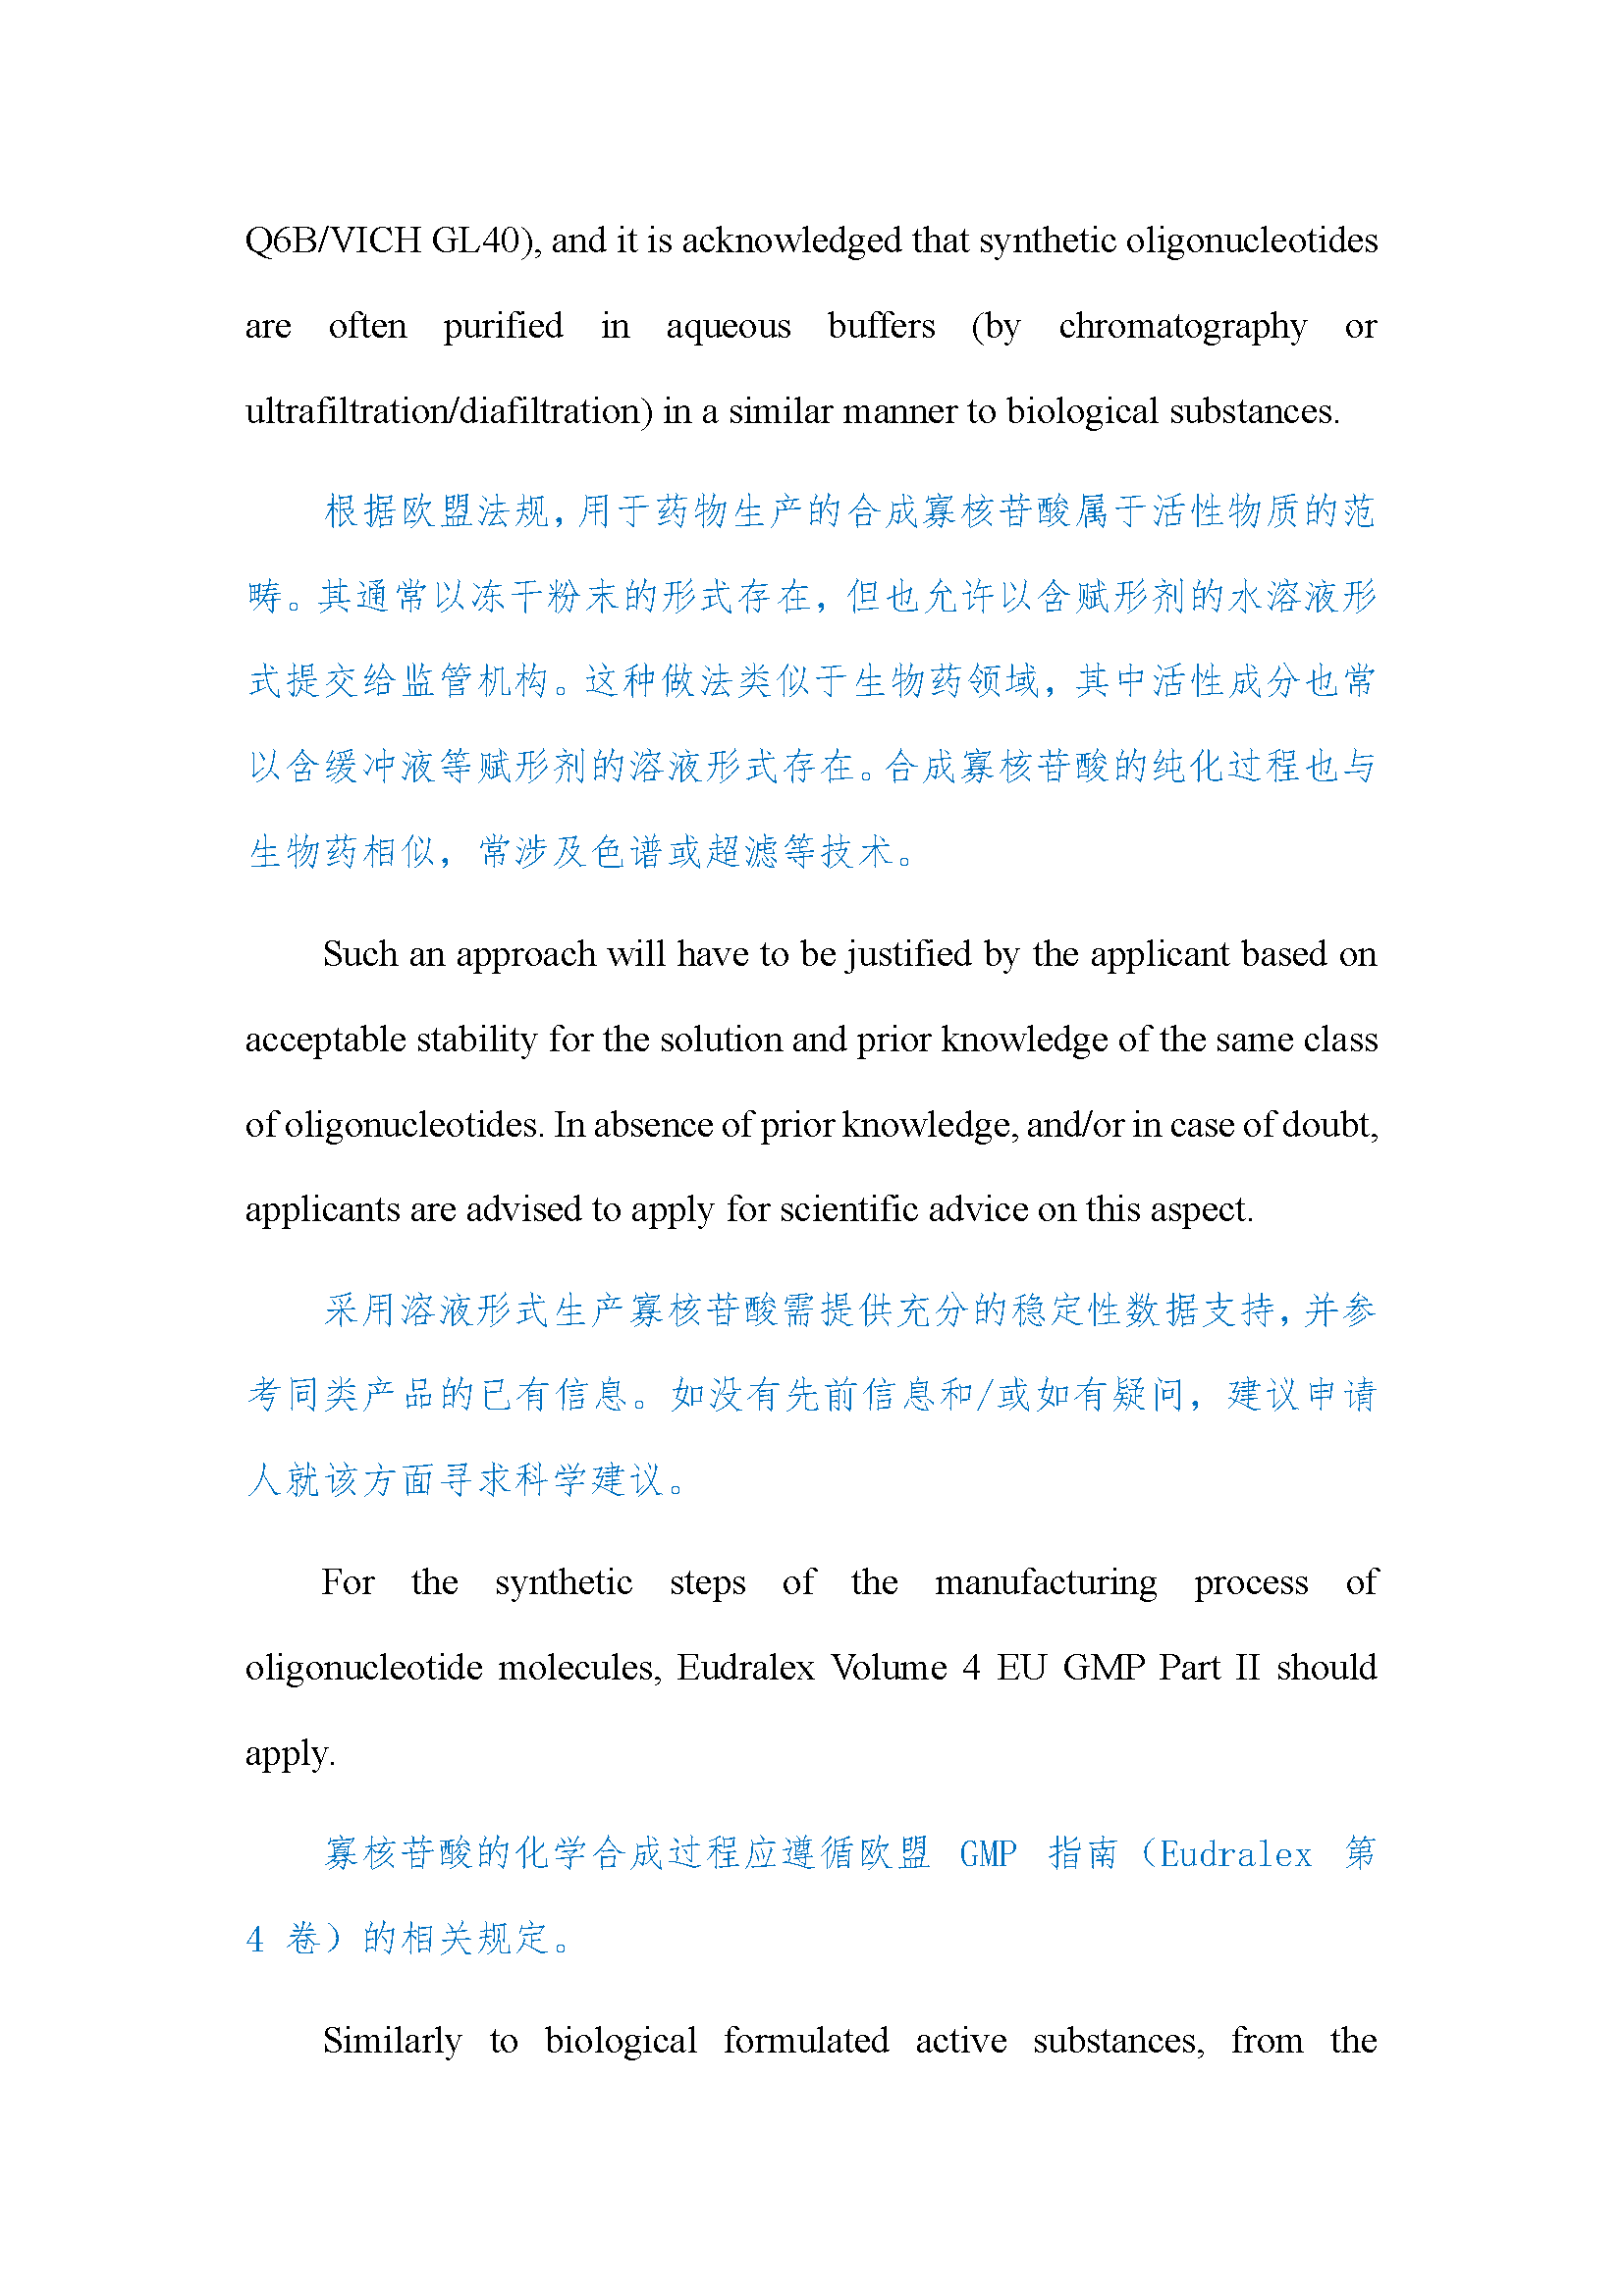 Q6B/VICH GL40), and it is acknowledged that synthetic oligonucleotides
are often purified in aqueous buffers (by chromatography or
ultrafiltration/diafiltration) in a similar manner to biological substances.
根据欧盟法规，用于药物生产的合成寡核苷酸属于活性物质的范
畴。其通常以冻干粉末的形式存在，但也允许以含赋形剂的水溶液形
式提交给监管机构。这种做法类似于生物药领域，其中活性成分也常
以含缓冲液等赋形剂的溶液形式存在。合成寡核苷酸的纯化过程也与
生物药相似，常涉及色谱或超滤等技术。
Such an approach will have to be justified by the applicant based on
acceptable stability for the solution and prior knowledge of the same class
of oligonucleotides. In absence of prior knowledge, and/or in case of doubt,
applicants are advised to apply for scientific advice on this aspect.
采用溶液形式生产寡核苷酸需提供充分的稳定性数据支持，并参
考同类产品的已有信息。如没有先前信息和/或如有疑问，建议申请
人就该方面寻求科学建议。
For the synthetic steps of the manufacturing process of
oligonucleotide molecules, Eudralex Volume 4 EU GMP Part II should
apply.
寡核苷酸的化学合成过程应遵循欧盟 GMP 指南（Eudralex 第
4 卷）的相关规定。
Similarly to biological formulated active substances, from the